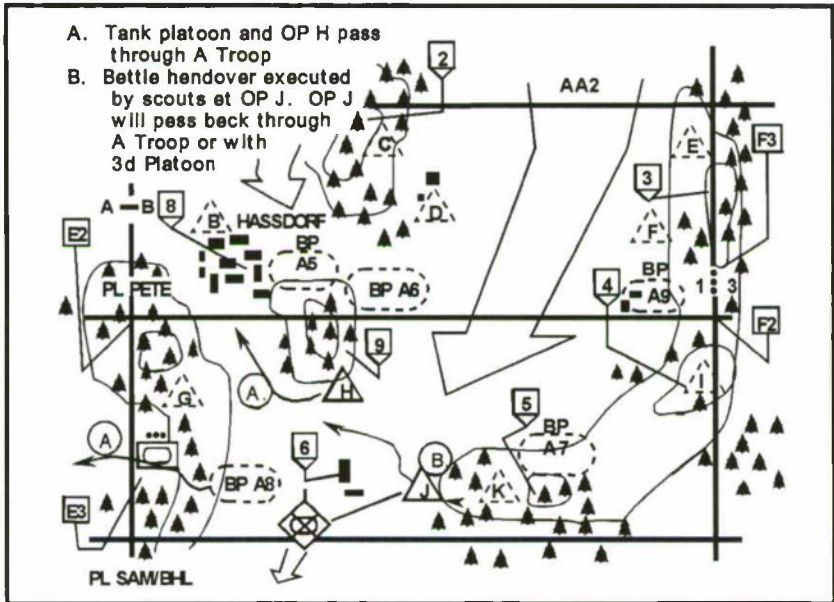 A. Tank platoon and OP H pass
through A Troop
B. Bettle hendover executed
by scouts et OP J. OP J
will pess beck through
A Troop or with
3d Platoon
2
AA2
C
E
F3
3
A B
8
B
HASSDORF
D
F
E2
BP
A5
BP A6
BP
A9
1 3
PL PETE
4
9
F2
A.
H
I
G
5
BP
A7
A
6
B
BP A8
J
K
E3
PL SAM/BHL